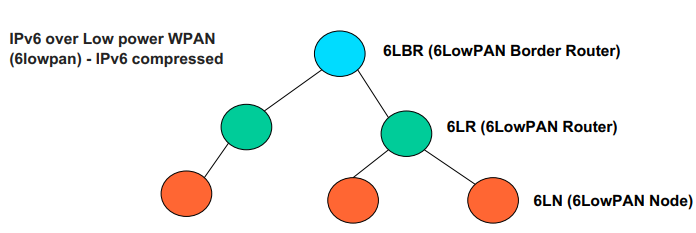 IPv6 over Low power WPAN
(6lowpan) - IPv6 compressed
6LBR (6LowPAN Border Router)
6LR (6LowPAN Router)
6LN (6LowPAN Node)